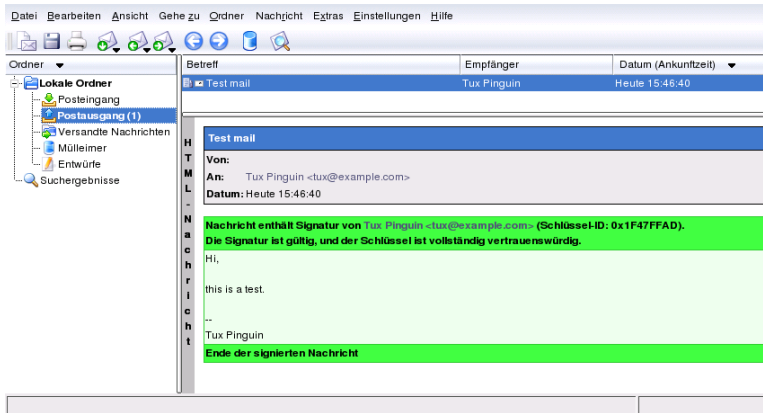 Datei Bearbeiten Ansicht Gehe zu Ordner Nachricht Extras Einstellungen Hilfe
Ordner
Lokale Ordner
Posteingang
Postausgang (1)
Versandte Nachrichten
Mülleimer
Entwürfe
Suchergebnisse
Betreff Empfänger Datum (Ankunftzeit)
Test mail Tux Pinguin Heute 15:46:40
HTML-Nachricht
Test mail
Von:
An: Tux Pinguin <tux@example.com>
Datum: Heute 15:46:40
Nachricht enthält Signatur von Tux Pinguin <tux@example.com> (Schlüssel-ID: 0x1F47FFAD).
Die Signatur ist gültig, und der Schlüssel ist vollständig vertrauenswürdig.
Hi,
this is a test.
--
Tux Pinguin
Ende der signierten Nachricht